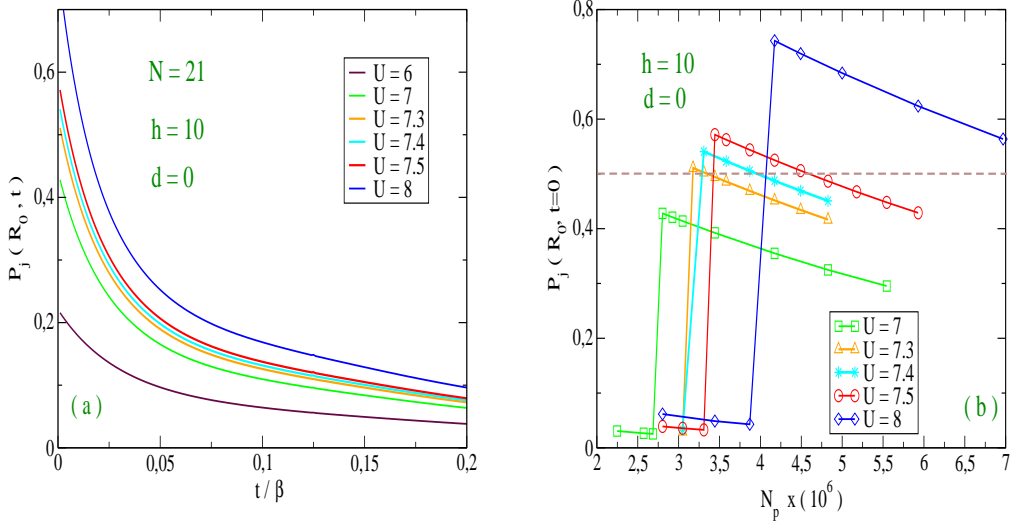 0,6
0,4
0,2
0
P_j ( R_0 , t )
N = 21
h = 10
d = 0
U = 6
U = 7
U = 7.3
U = 7.4
U = 7.5
U = 8
( a )
0
0,05
0,1
0,15
0,2
t / β
0,8
0,6
0,4
0,2
0
P_j ( R_0, t=0 )
h = 10
d = 0
U = 7
U = 7.3
U = 7.4
U = 7.5
U = 8
( b )
2
2,5
3
3,5
4
4,5
5
5,5
6
6,5
7
N_p x ( 10^6 )